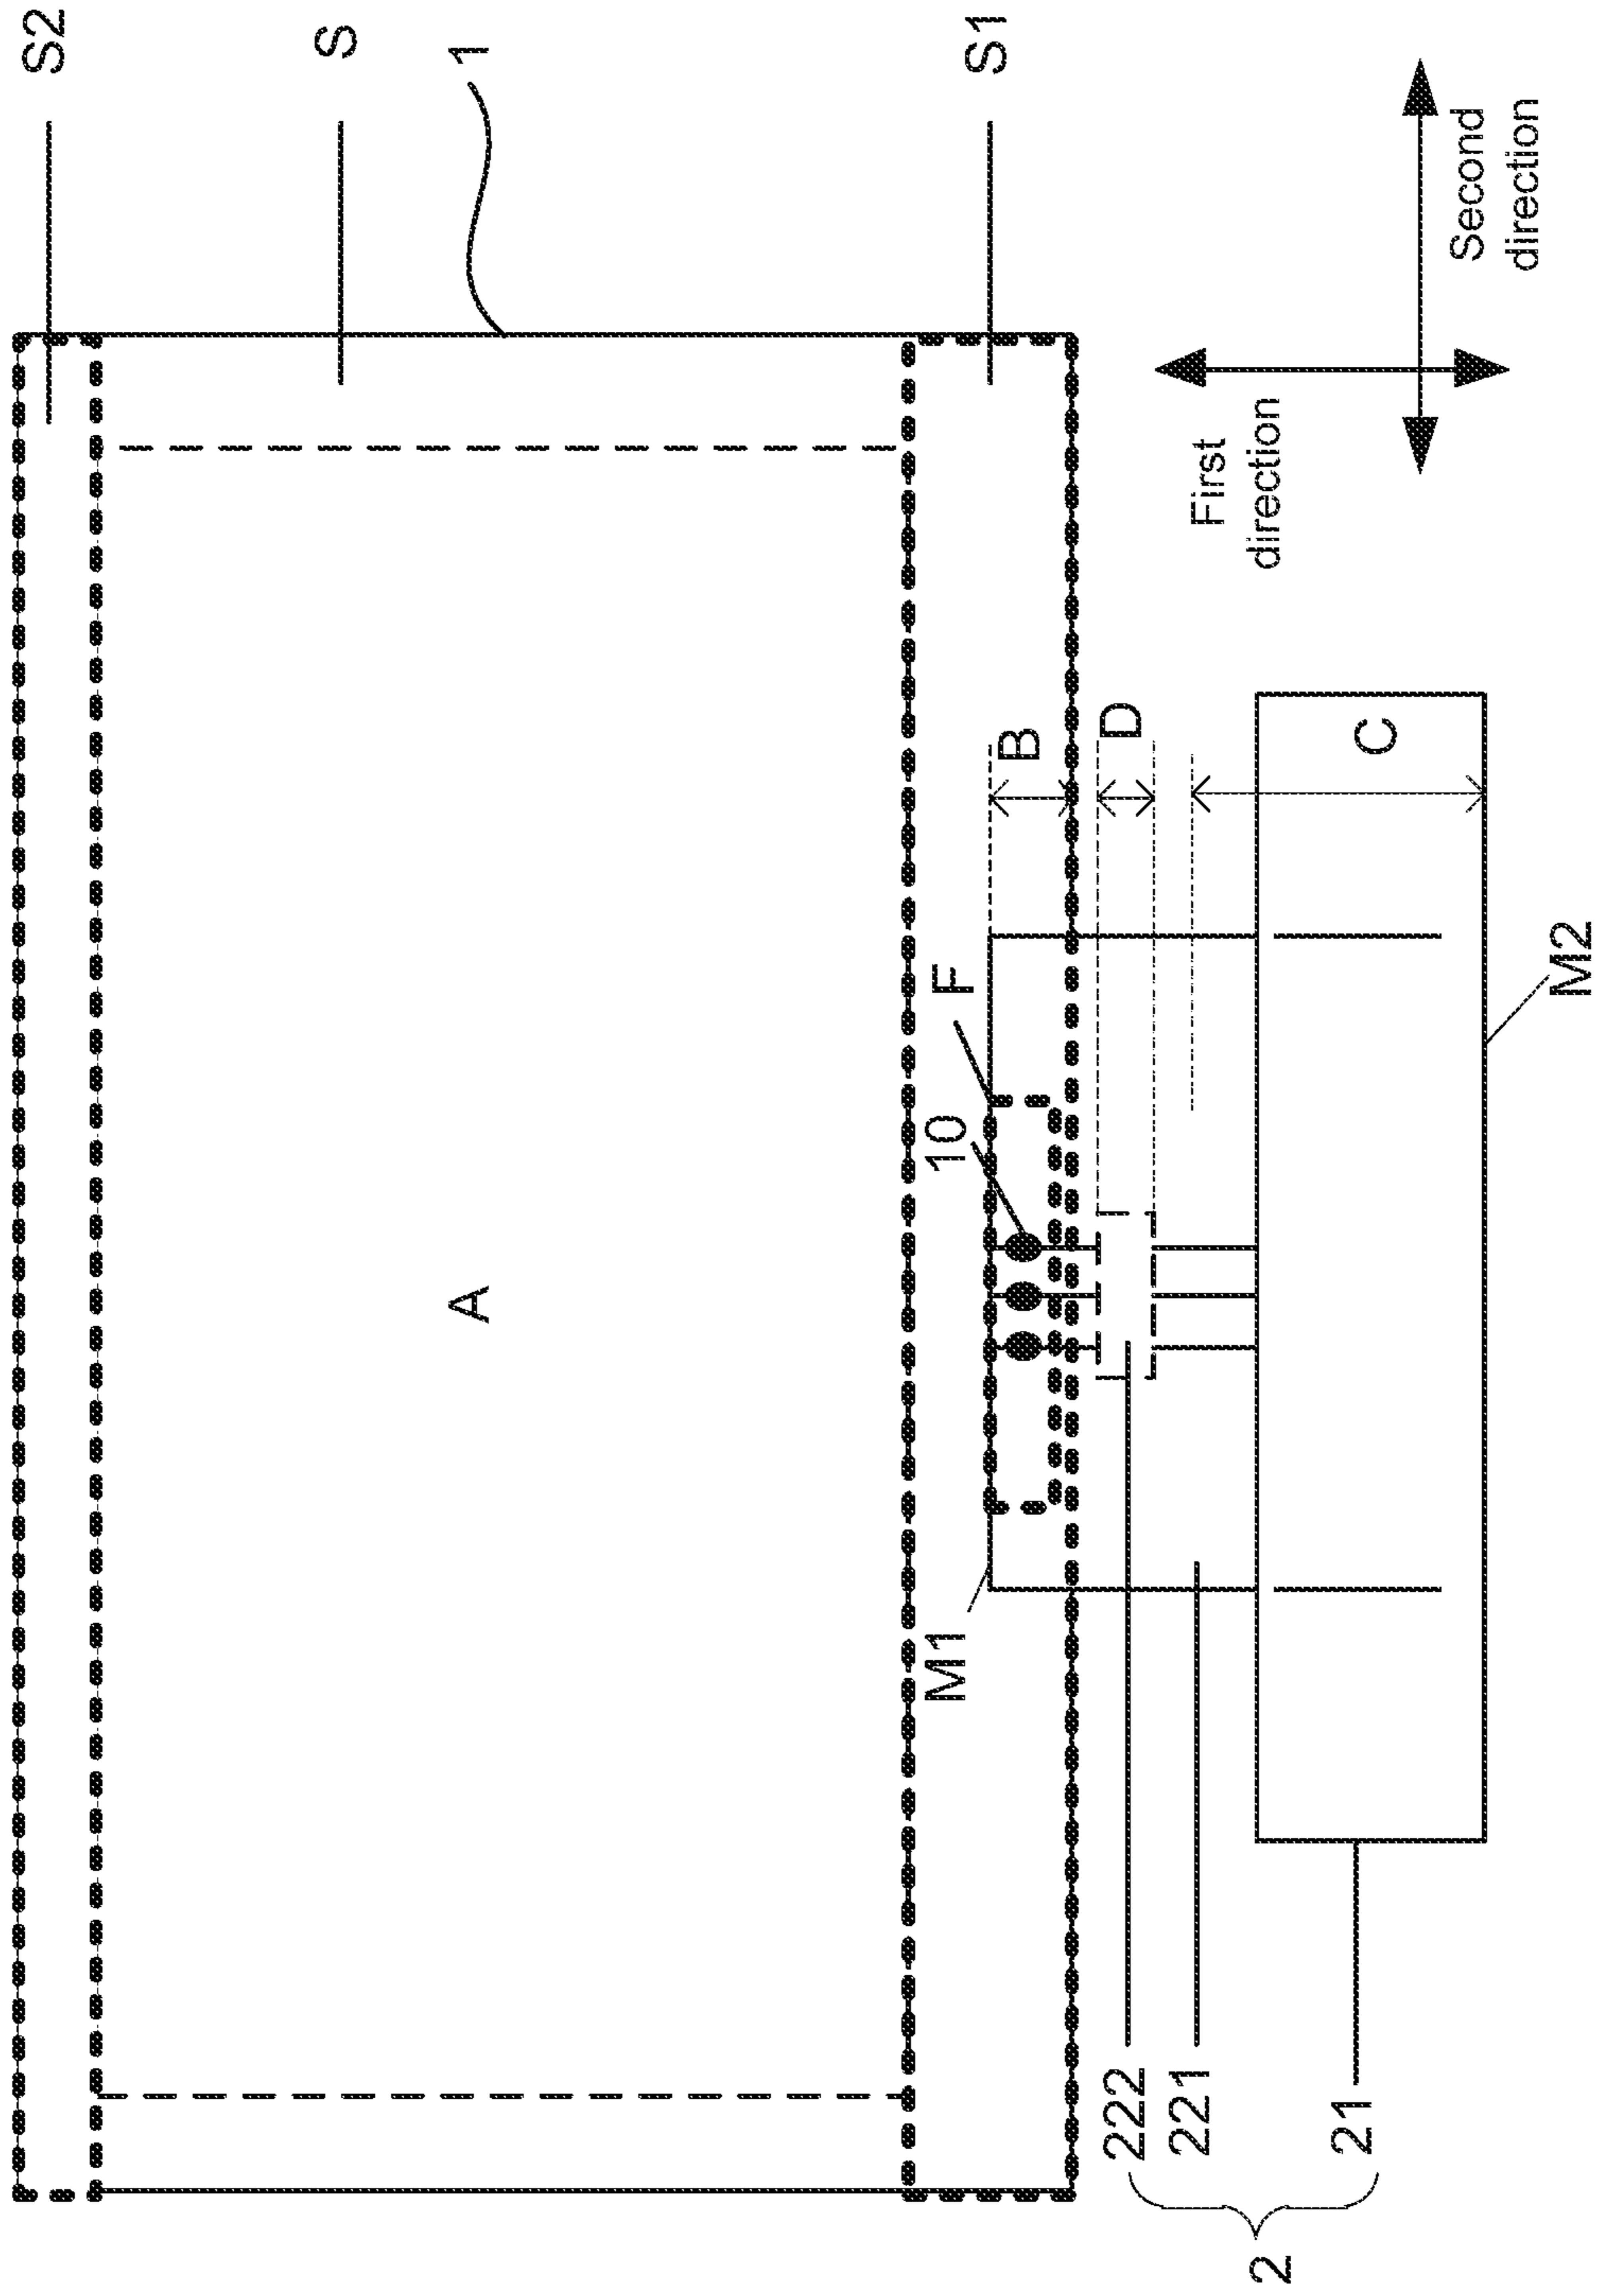 S2
S
1
S1
Second
direction
First
direction
A
B
D
C
F
10
M1
M2
222
221
21
2